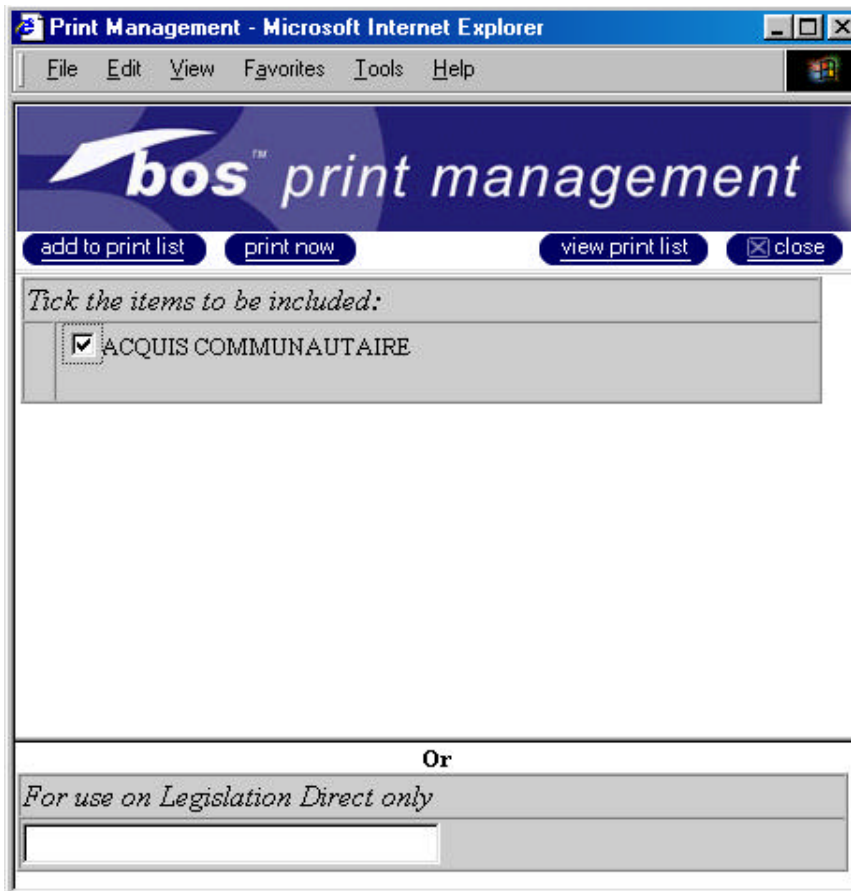 Print Management - Microsoft Internet Explorer
File Edit View Favorites Tools Help
bos™ print management
add to print list print now view print list close
Tick the items to be included:
ACQUIS COMMUNAUTAIRE
Or
For use on Legislation Direct only